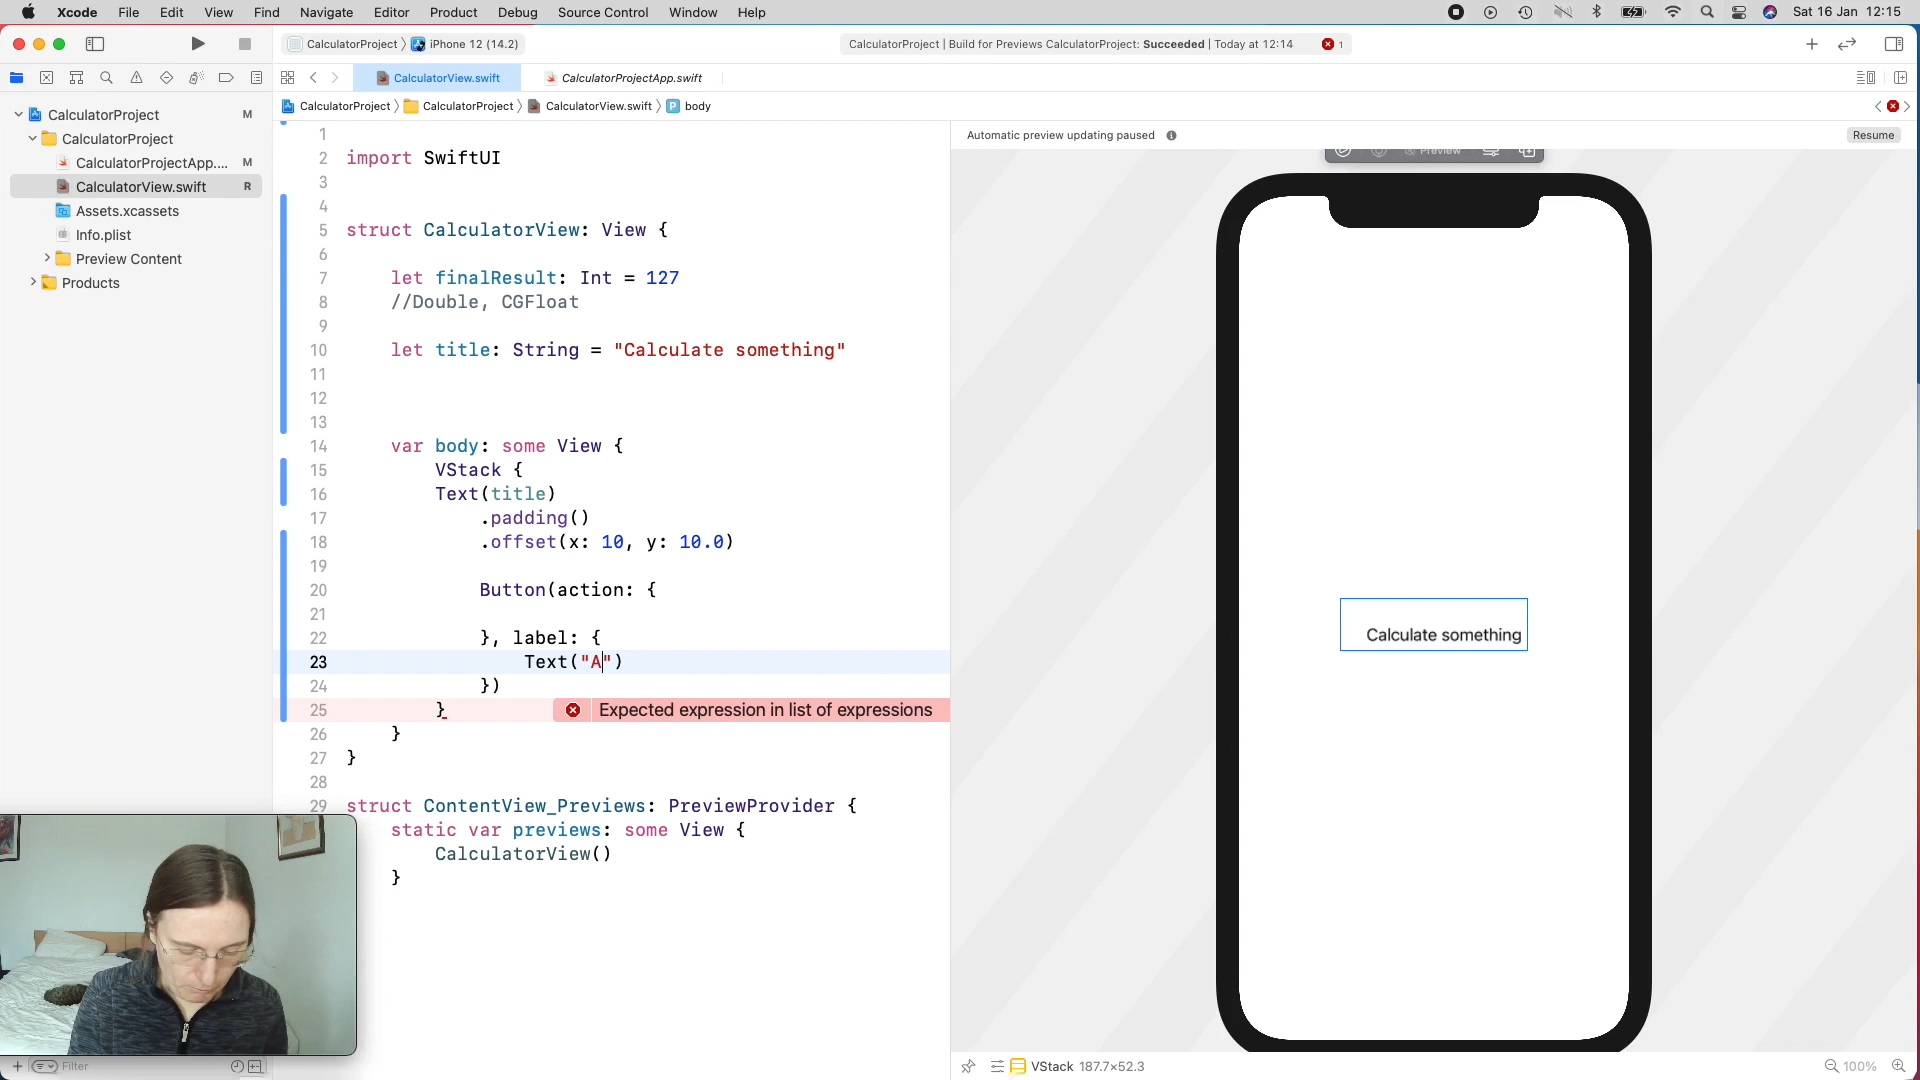 Xcode File Edit View Find Navigate Editor Product Debug Source Control Window Help Sat 16 Jan 12:15
CalculatorProject iPhone 12 (14.2) CalculatorProject | Build for Previews CalculatorProject: Succeeded | Today at 12:14 1
CalculatorView.swift CalculatorProjectApp.swift
CalculatorProject CalculatorProject CalculatorView.swift P body
CalculatorProject M
CalculatorProject
CalculatorProjectApp.... M
CalculatorView.swift R
Assets.xcassets
Info.plist
Preview Content
Products
Filter
1
2 import SwiftUI
3
4
5 struct CalculatorView: View {
6
7 let finalResult: Int = 127
8 //Double, CGFloat
9
10 let title: String = "Calculate something"
11
12
13
14 var body: some View {
15 VStack {
16 Text(title)
17 .padding()
18 .offset(x: 10, y: 10.0)
19
20 Button(action: {
21
22 }, label: {
23 Text("A")
24 })
25 } Expected expression in list of expressions
26 }
27 }
28
29 struct ContentView_Previews: PreviewProvider {
static var previews: some View {
CalculatorView()
}
Automatic preview updating paused Resume
Preview
Calculate something
VStack 187.7×52.3 100%